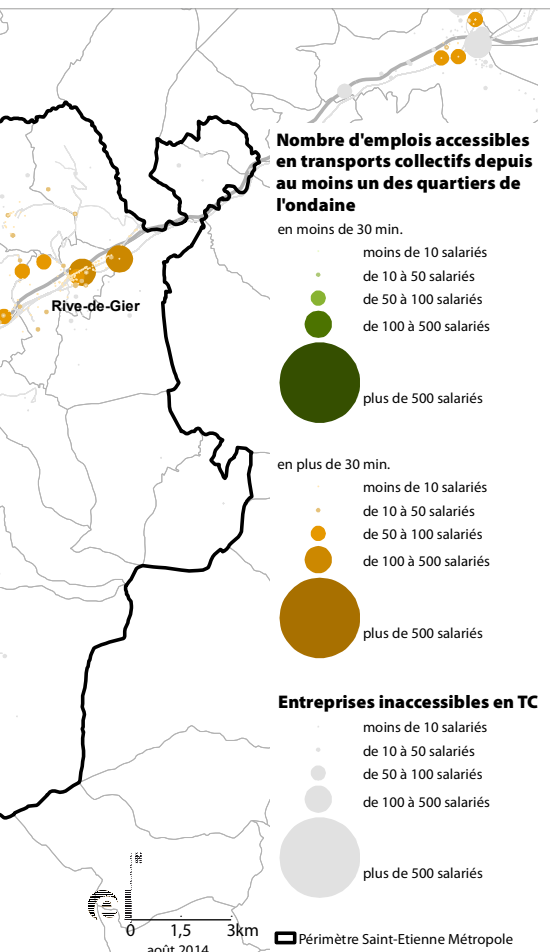 Nombre d'emplois accessibles
en transports collectifs depuis
au moins un des quartiers de
l'ondaine
en moins de 30 min.
moins de 10 salariés
de 10 à 50 salariés
de 50 à 100 salariés
de 100 à 500 salariés
plus de 500 salariés
Rive-de-Gier
en plus de 30 min.
moins de 10 salariés
de 10 à 50 salariés
de 50 à 100 salariés
de 100 à 500 salariés
plus de 500 salariés
Entreprises inaccessibles en TC
moins de 10 salariés
de 10 à 50 salariés
de 50 à 100 salariés
de 100 à 500 salariés
plus de 500 salariés
0 1,5 3km
août 2014
Périmètre Saint-Etienne Métropole